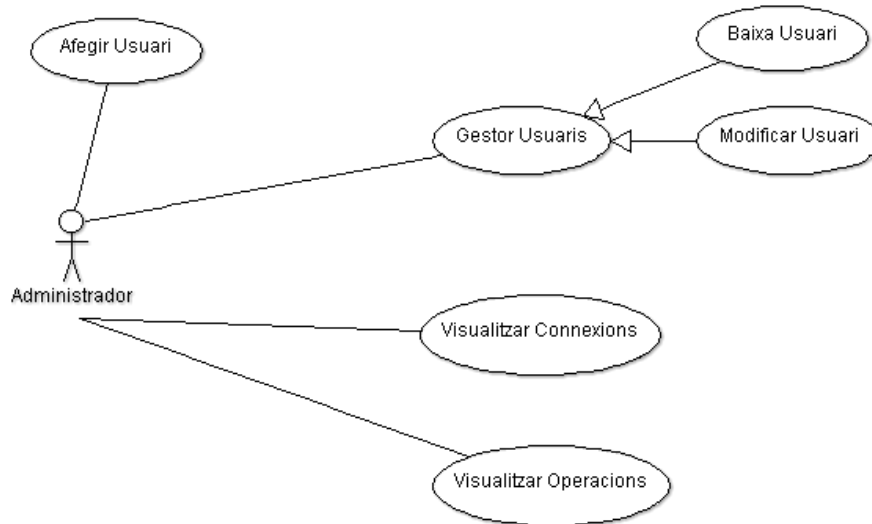 Afegir Usuari
Baixa Usuari
Gestor Usuaris
Modificar Usuari
Administrador
Visualitzar Connexions
Visualitzar Operacions